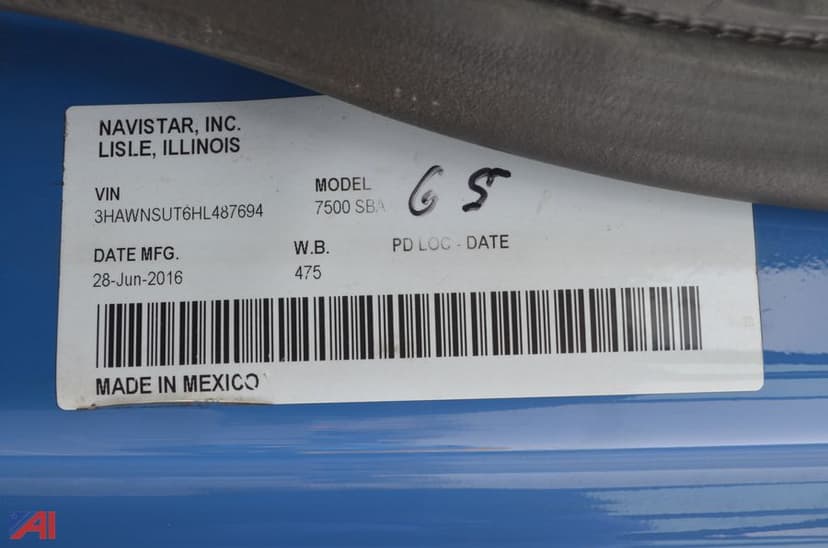 NAVISTAR, INC.
LISLE, ILLINOIS
VIN
3HAWNSUT6HL487694
MODEL
7500 SBA
G S
DATE MFG.
28-Jun-2016
W.B.
475
PD LOC - DATE
MADE IN MEXICO
AI